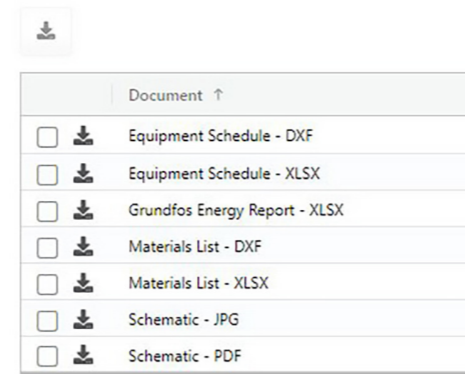 Document ↑
Equipment Schedule - DXF
Equipment Schedule - XLSX
Grundfos Energy Report - XLSX
Materials List - DXF
Materials List - XLSX
Schematic - JPG
Schematic - PDF